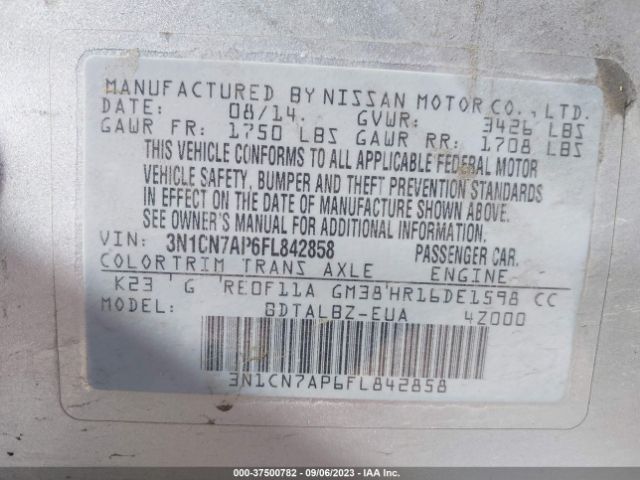 MANUFACTURED BY NISSAN MOTOR CO., LTD.
DATE: 08/14. GVWR: 3426 LBS
GAWR FR: 1750 LBS GAWR RR: 1708 LBS
THIS VEHICLE CONFORMS TO ALL APPLICABLE FEDERAL MOTOR
VEHICLE SAFETY, BUMPER AND THEFT PREVENTION STANDARDS
IN EFFECT ON THE DATE OF MANUFACTURE SHOWN ABOVE.
SEE OWNER'S MANUAL FOR ADDITIONAL INFORMATION.
VIN: 3N1CN7AP6FL842858 PASSENGER CAR.
COLOR TRIM TRANS AXLE ENGINE
K23 ' G 'RE0F11A GM38'HR16DE1598 CC
MODEL: BDTALBZ-EUA 4Z000
3N1CN7AP6FL842858
000-37500782 - 09/06/2023 - IAA Inc.